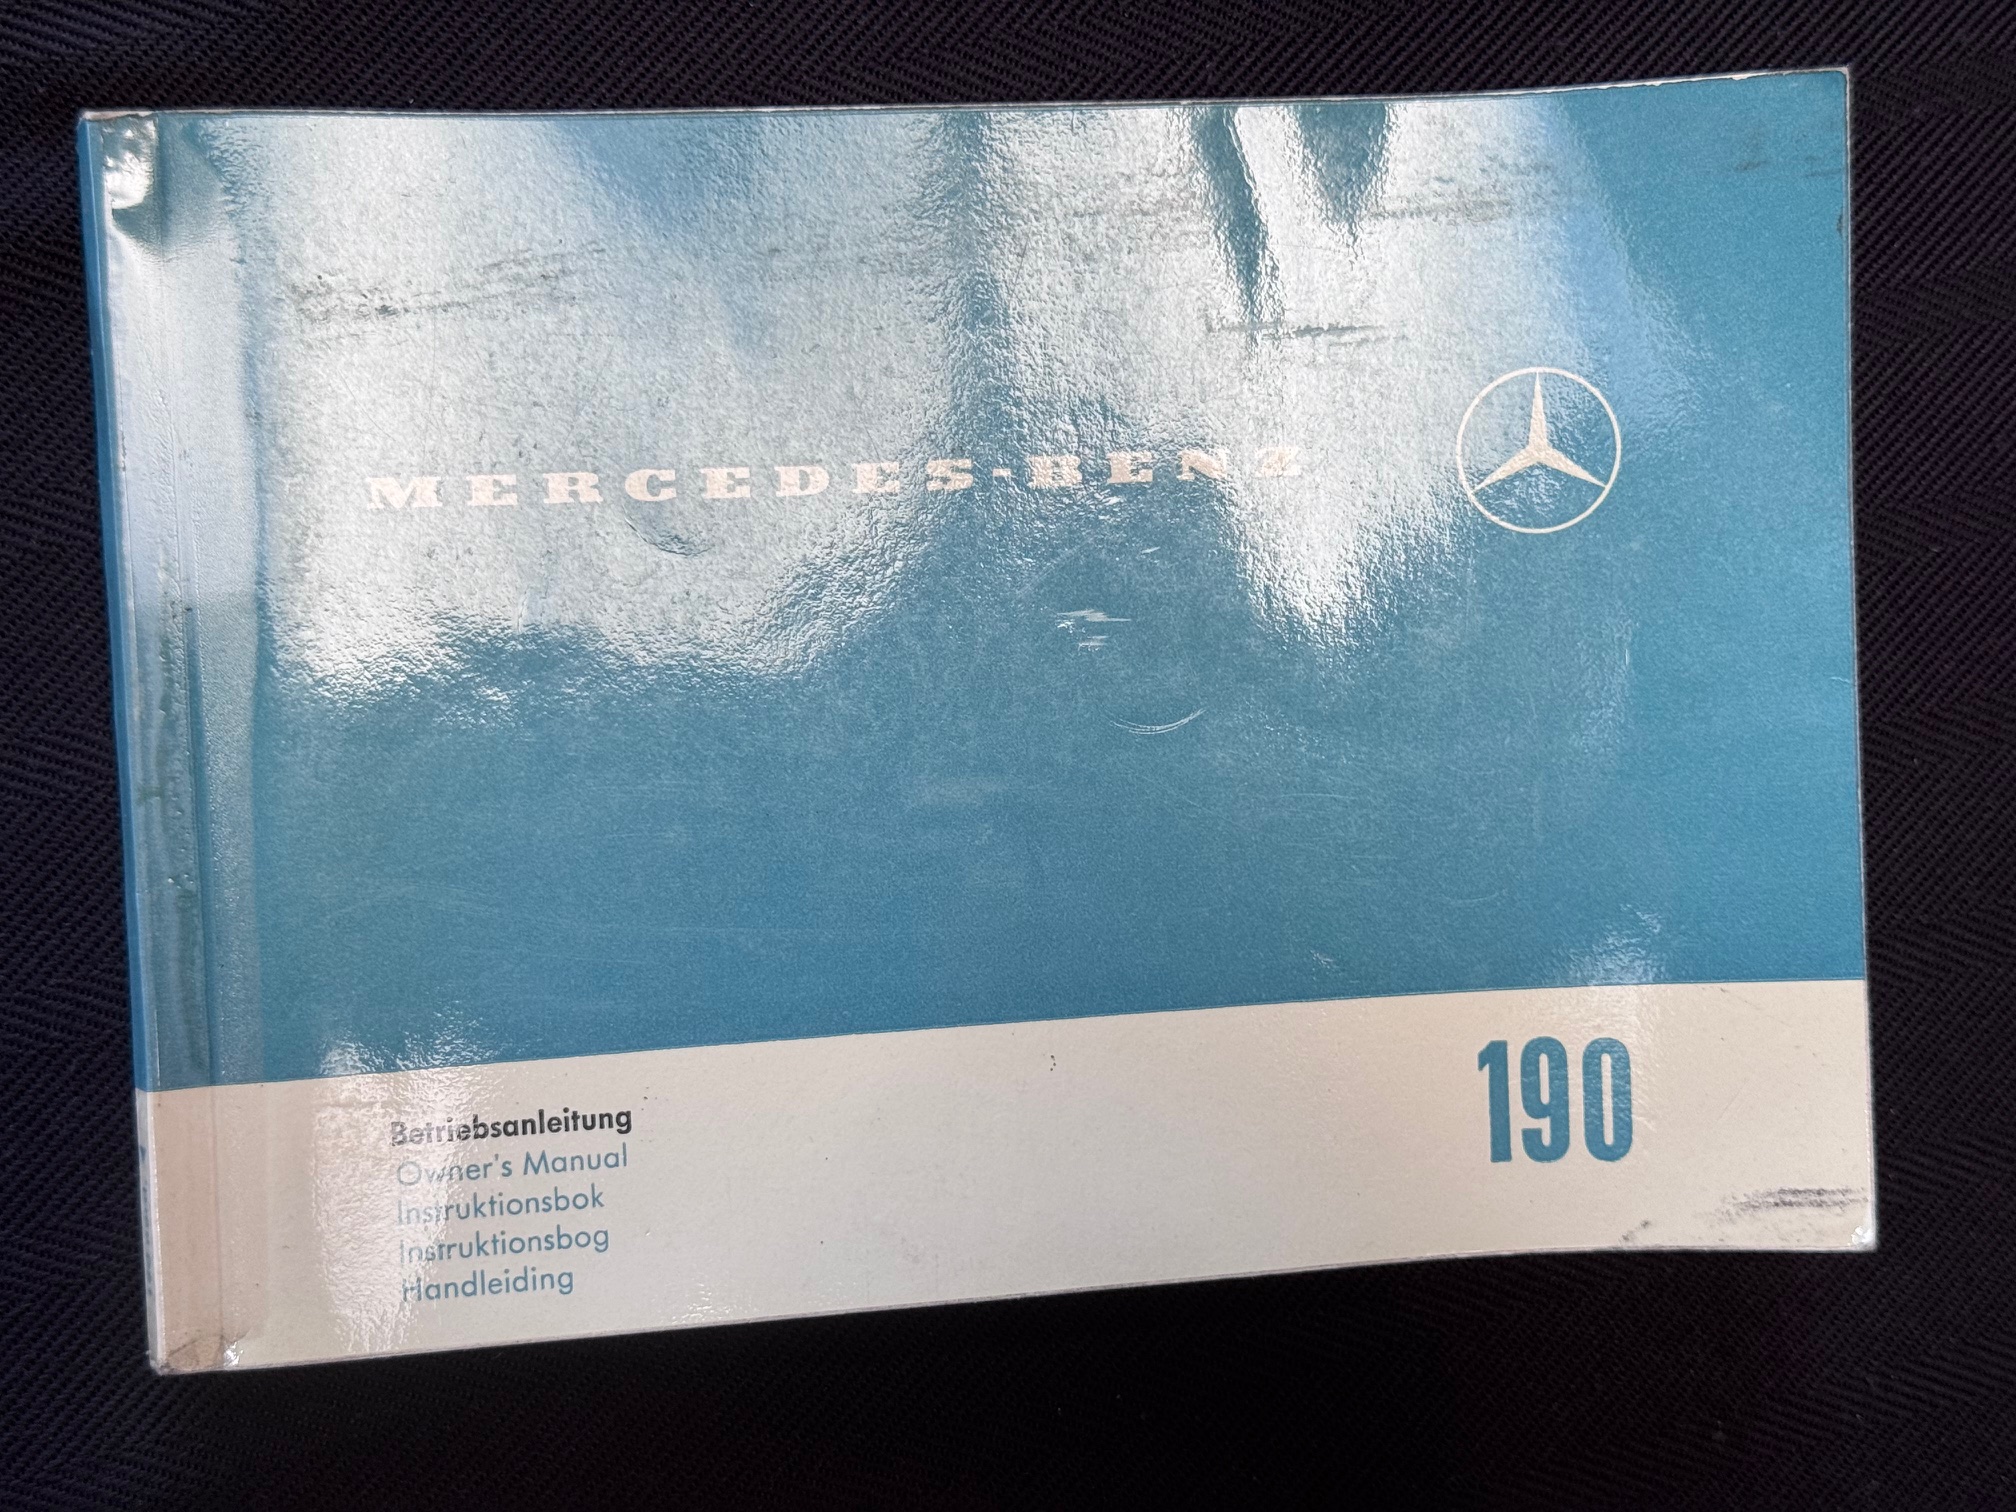 MERCEDES-BENZ
190
Betriebsanleitung
Owner's Manual
Instruktionsbok
Instruktionsbog
Handleiding